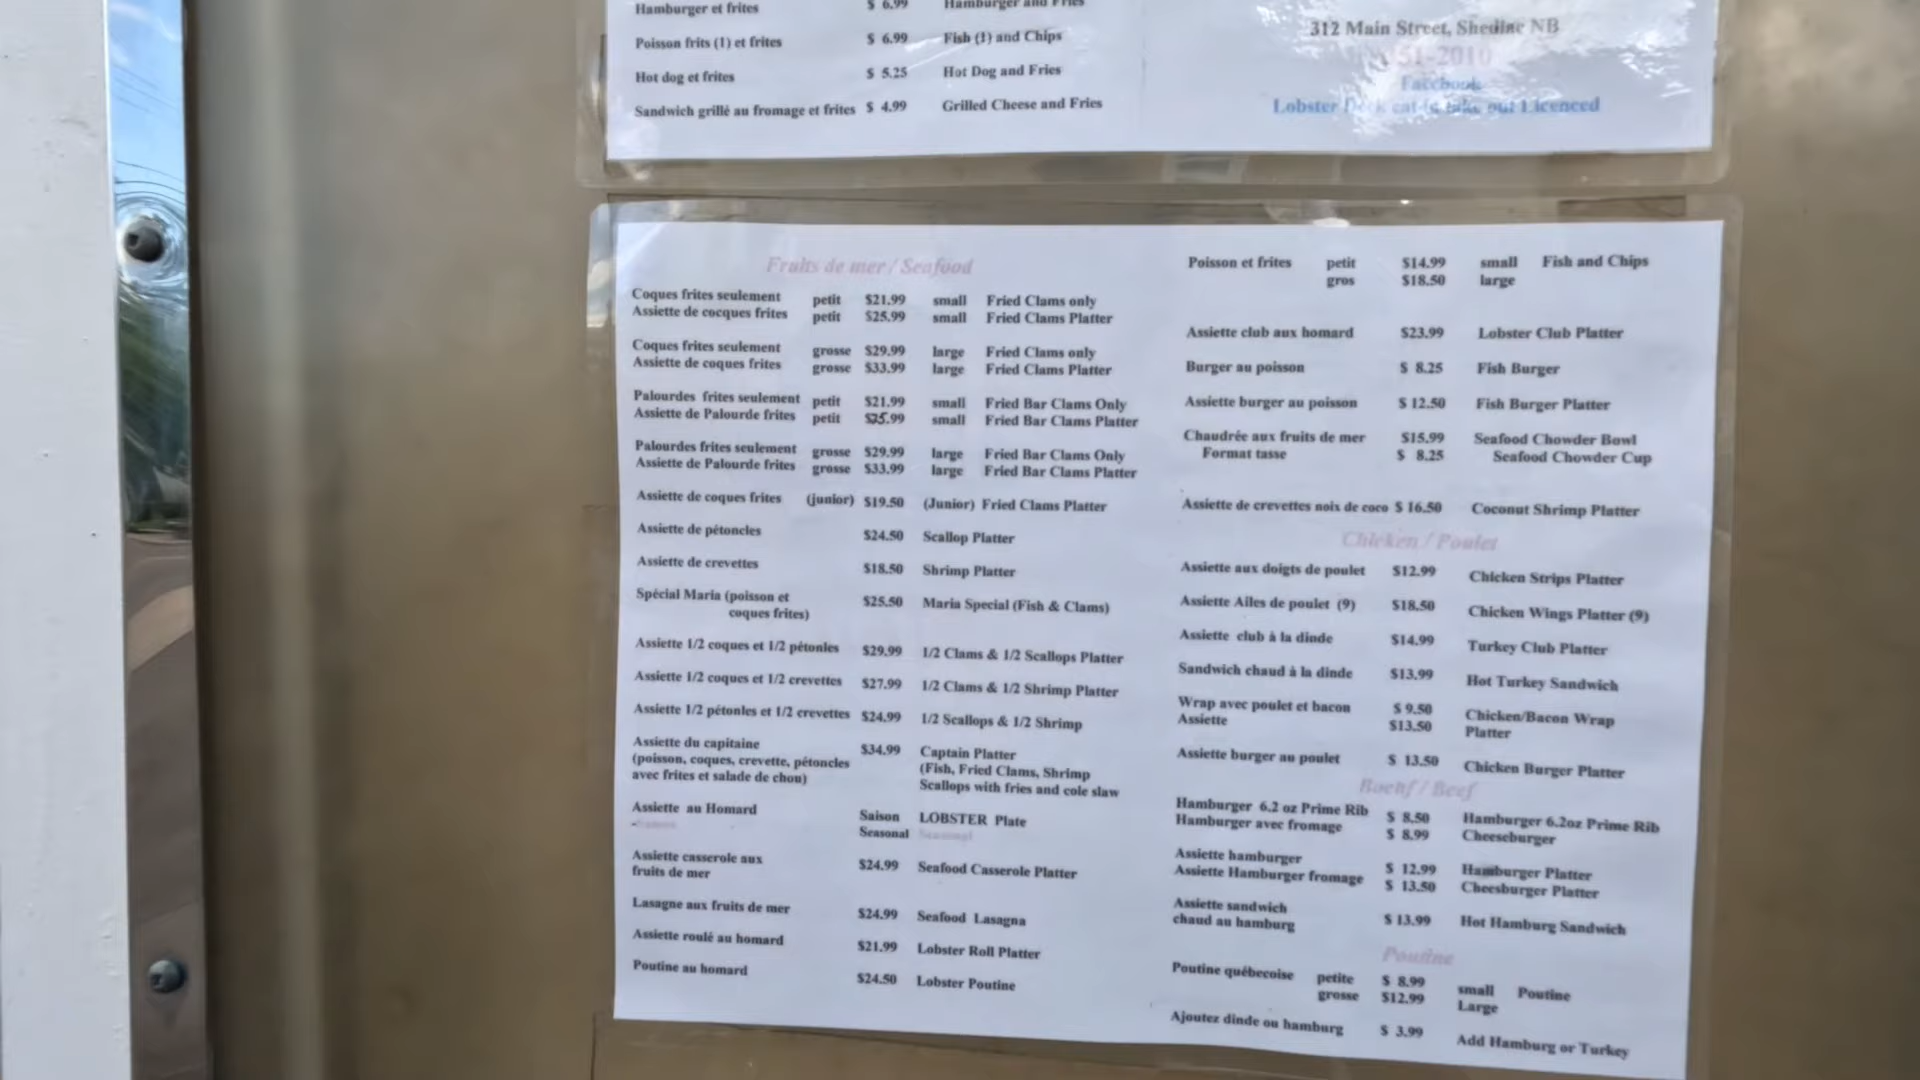 Hamburger et frites $ 6.99 Hamburger and Fries
Poisson frits (1) et frites $ 6.99 Fish (1) and Chips
Hot dog et frites $ 5.25 Hot Dog and Fries
Sandwich grillé au fromage et frites $ 4.99 Grilled Cheese and Fries
312 Main Street, Shediac NB
51-2010
Facebook
Lobster Deck eat-in take out Licenced
Fruits de mer / Seafood
Coques frites seulement petit $21.99 small Fried Clams only
Assiette de cocques frites petit $25.99 small Fried Clams Platter
Coques frites seulement grosse $29.99 large Fried Clams only
Assiette de coques frites grosse $33.99 large Fried Clams Platter
Palourdes frites seulement petit $21.99 small Fried Bar Clams Only
Assiette de Palourde frites petit $25.99 small Fried Bar Clams Platter
Palourdes frites seulement grosse $29.99 large Fried Bar Clams Only
Assiette de Palourde frites grosse $33.99 large Fried Bar Clams Platter
Assiette de coques frites (junior) $19.50 (Junior) Fried Clams Platter
Assiette de pétoncles $24.50 Scallop Platter
Assiette de crevettes $18.50 Shrimp Platter
Spécial Maria (poisson et $25.50 Maria Special (Fish & Clams)
coques frites)
Assiette 1/2 coques et 1/2 pétonles $29.99 1/2 Clams & 1/2 Scallops Platter
Assiette 1/2 coques et 1/2 crevettes $27.99 1/2 Clams & 1/2 Shrimp Platter
Assiette 1/2 pétonles et 1/2 crevettes $24.99 1/2 Scallops & 1/2 Shrimp
Assiette du capitaine $34.99 Captain Platter
(poisson, coques, crevette, pétoncles (Fish, Fried Clams, Shrimp
avec frites et salade de chou) Scallops with fries and cole slaw
Assiette au Homard Saison LOBSTER Plate
Seasonal Seasonal
Assiette casserole aux $24.99 Seafood Casserole Platter
fruits de mer
Lasagne aux fruits de mer $24.99 Seafood Lasagna
Assiette roulé au homard $21.99 Lobster Roll Platter
Poutine au homard $24.50 Lobster Poutine
Poisson et frites petit $14.99 small Fish and Chips
gros $18.50 large
Assiette club aux homard $23.99 Lobster Club Platter
Burger au poisson $ 8.25 Fish Burger
Assiette burger au poisson $ 12.50 Fish Burger Platter
Chaudrée aux fruits de mer $15.99 Seafood Chowder Bowl
Format tasse $ 8.25 Seafood Chowder Cup
Assiette de crevettes noix de coco $ 16.50 Coconut Shrimp Platter
Chicken / Poulet
Assiette aux doigts de poulet $12.99 Chicken Strips Platter
Assiette Ailes de poulet (9) $18.50 Chicken Wings Platter (9)
Assiette club à la dinde $14.99 Turkey Club Platter
Sandwich chaud à la dinde $13.99 Hot Turkey Sandwich
Wrap avec poulet et bacon $ 9.50 Chicken/Bacon Wrap
Assiette $13.50 Platter
Assiette burger au poulet $ 13.50 Chicken Burger Platter
Boeuf / Beef
Hamburger 6.2 oz Prime Rib $ 8.50 Hamburger 6.2oz Prime Rib
Hamburger avec fromage $ 8.99 Cheeseburger
Assiette hamburger $ 12.99 Hamburger Platter
Assiette Hamburger fromage $ 13.50 Cheesburger Platter
Assiette sandwich
chaud au hamburg $ 13.99 Hot Hamburg Sandwich
Poutine
Poutine québecoise petite $ 8.99 small Poutine
grosse $12.99 Large
Ajoutez dinde ou hamburg $ 3.99 Add Hamburg or Turkey